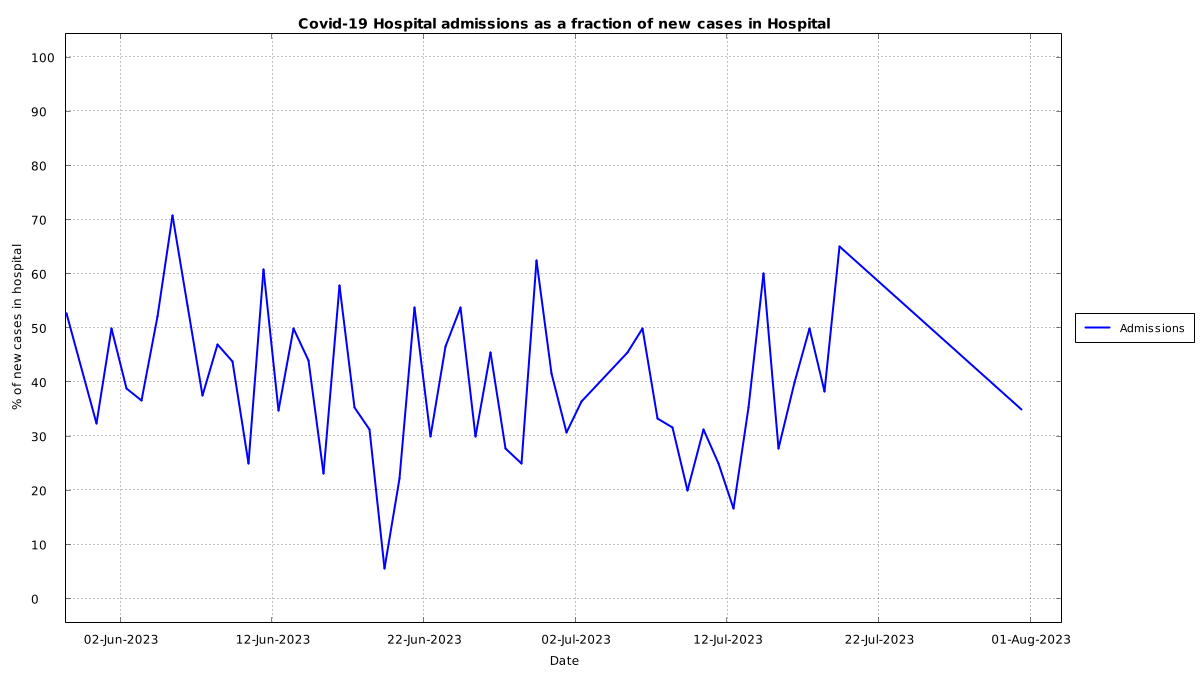 Covid-19 Hospital admissions as a fraction of new cases in Hospital
100
90
80
70
60
50
40
30
20
10
0
% of new cases in hospital
02-Jun-2023 12-Jun-2023 22-Jun-2023 02-Jul-2023 12-Jul-2023 22-Jul-2023 01-Aug-2023
Date
Admissions